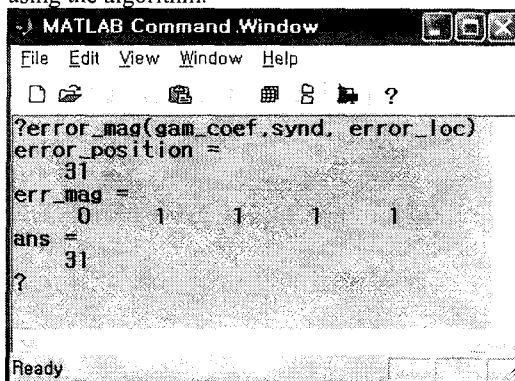 using the algorithm.
MATLAB Command Window
File Edit View Window Help
?
?error_mag(gam_coef,synd, error_loc)
error_position =
31
err_mag =
0 1 1 1 1
ans =
31
?
Ready